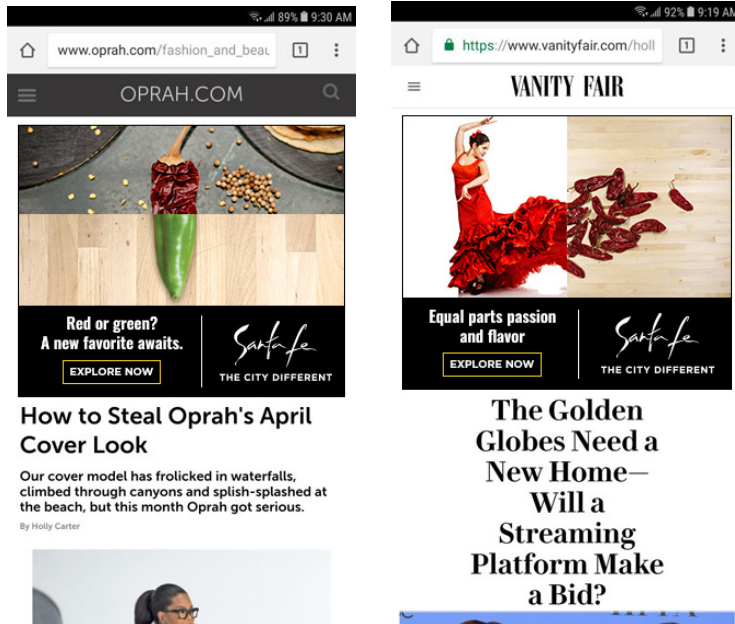 89% 9:30 AM
www.oprah.com/fashion_and_beau
1
OPRAH.COM
Red or green?
A new favorite awaits.
EXPLORE NOW
Santa fe
THE CITY DIFFERENT
How to Steal Oprah's April
Cover Look
Our cover model has frolicked in waterfalls,
climbed through canyons and splish-splashed at
the beach, but this month Oprah got serious.
By Holly Carter
92% 9:19 AM
https://www.vanityfair.com/holl
1
VANITY FAIR
Equal parts passion
and flavor
EXPLORE NOW
Santa fe
THE CITY DIFFERENT
The Golden
Globes Need a
New Home—
Will a
Streaming
Platform Make
a Bid?